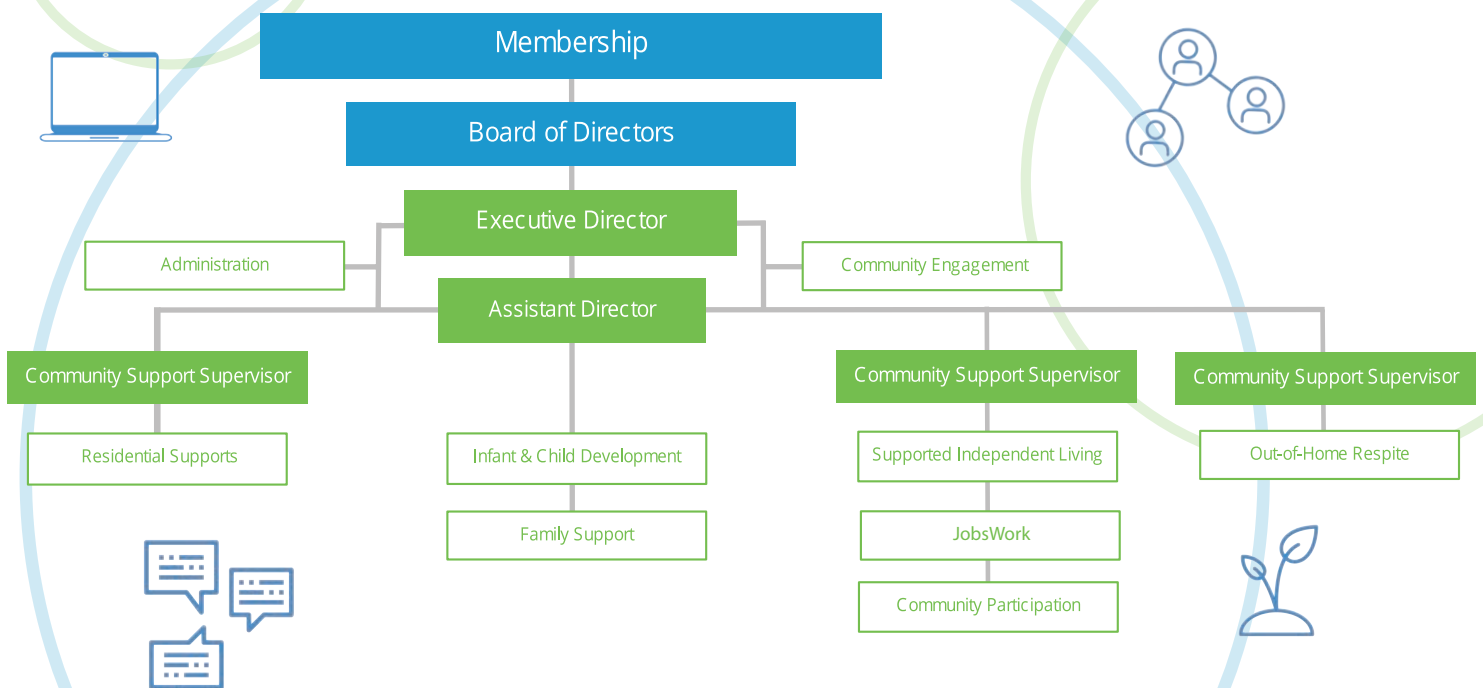 Membership
Board of Directors
Executive Director
Administration
Community Engagement
Assistant Director
Community Support Supervisor
Community Support Supervisor
Community Support Supervisor
Residential Supports
Infant & Child Development
Supported Independent Living
Out-of-Home Respite
Family Support
JobsWork
Community Participation